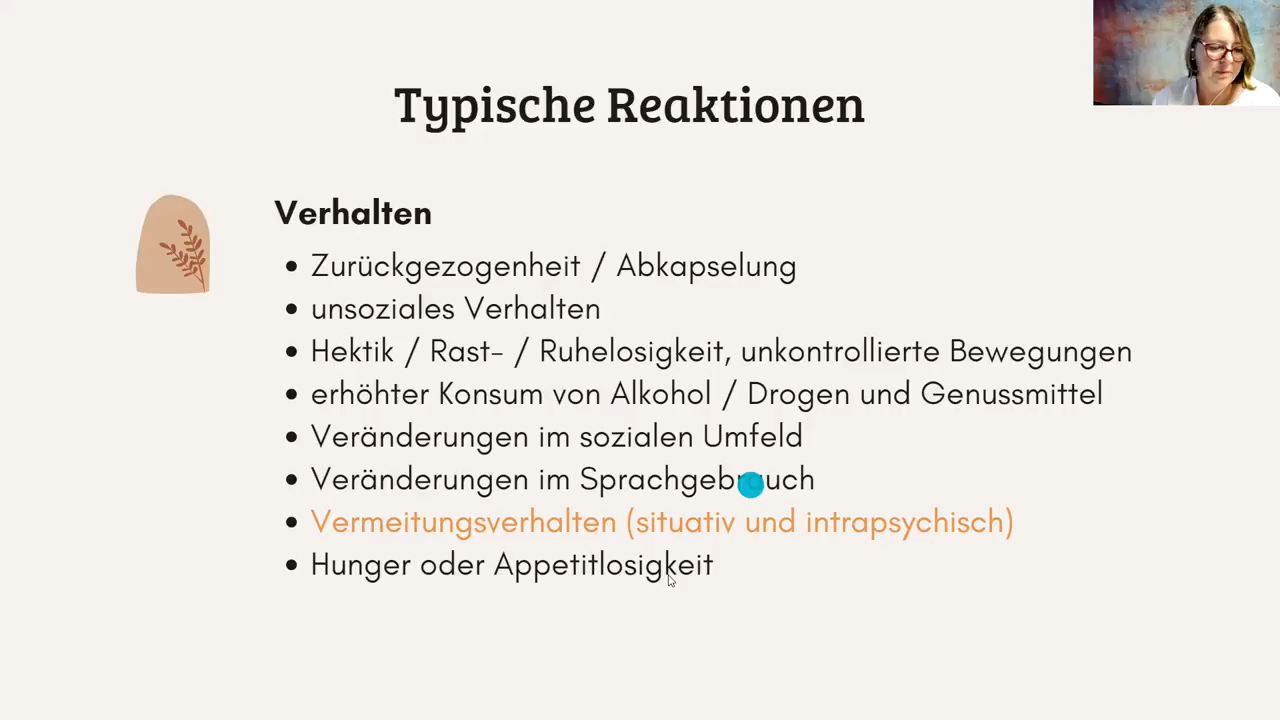 Typische Reaktionen
Verhalten
• Zurückgezogenheit / Abkapselung
• unsoziales Verhalten
• Hektik / Rast- / Ruhelosigkeit, unkontrollierte Bewegungen
• erhöhter Konsum von Alkohol / Drogen und Genussmittel
• Veränderungen im sozialen Umfeld
• Veränderungen im Sprachgebrauch
• Vermeitungsverhalten (situativ und intrapsychisch)
• Hunger oder Appetitlosigkeit